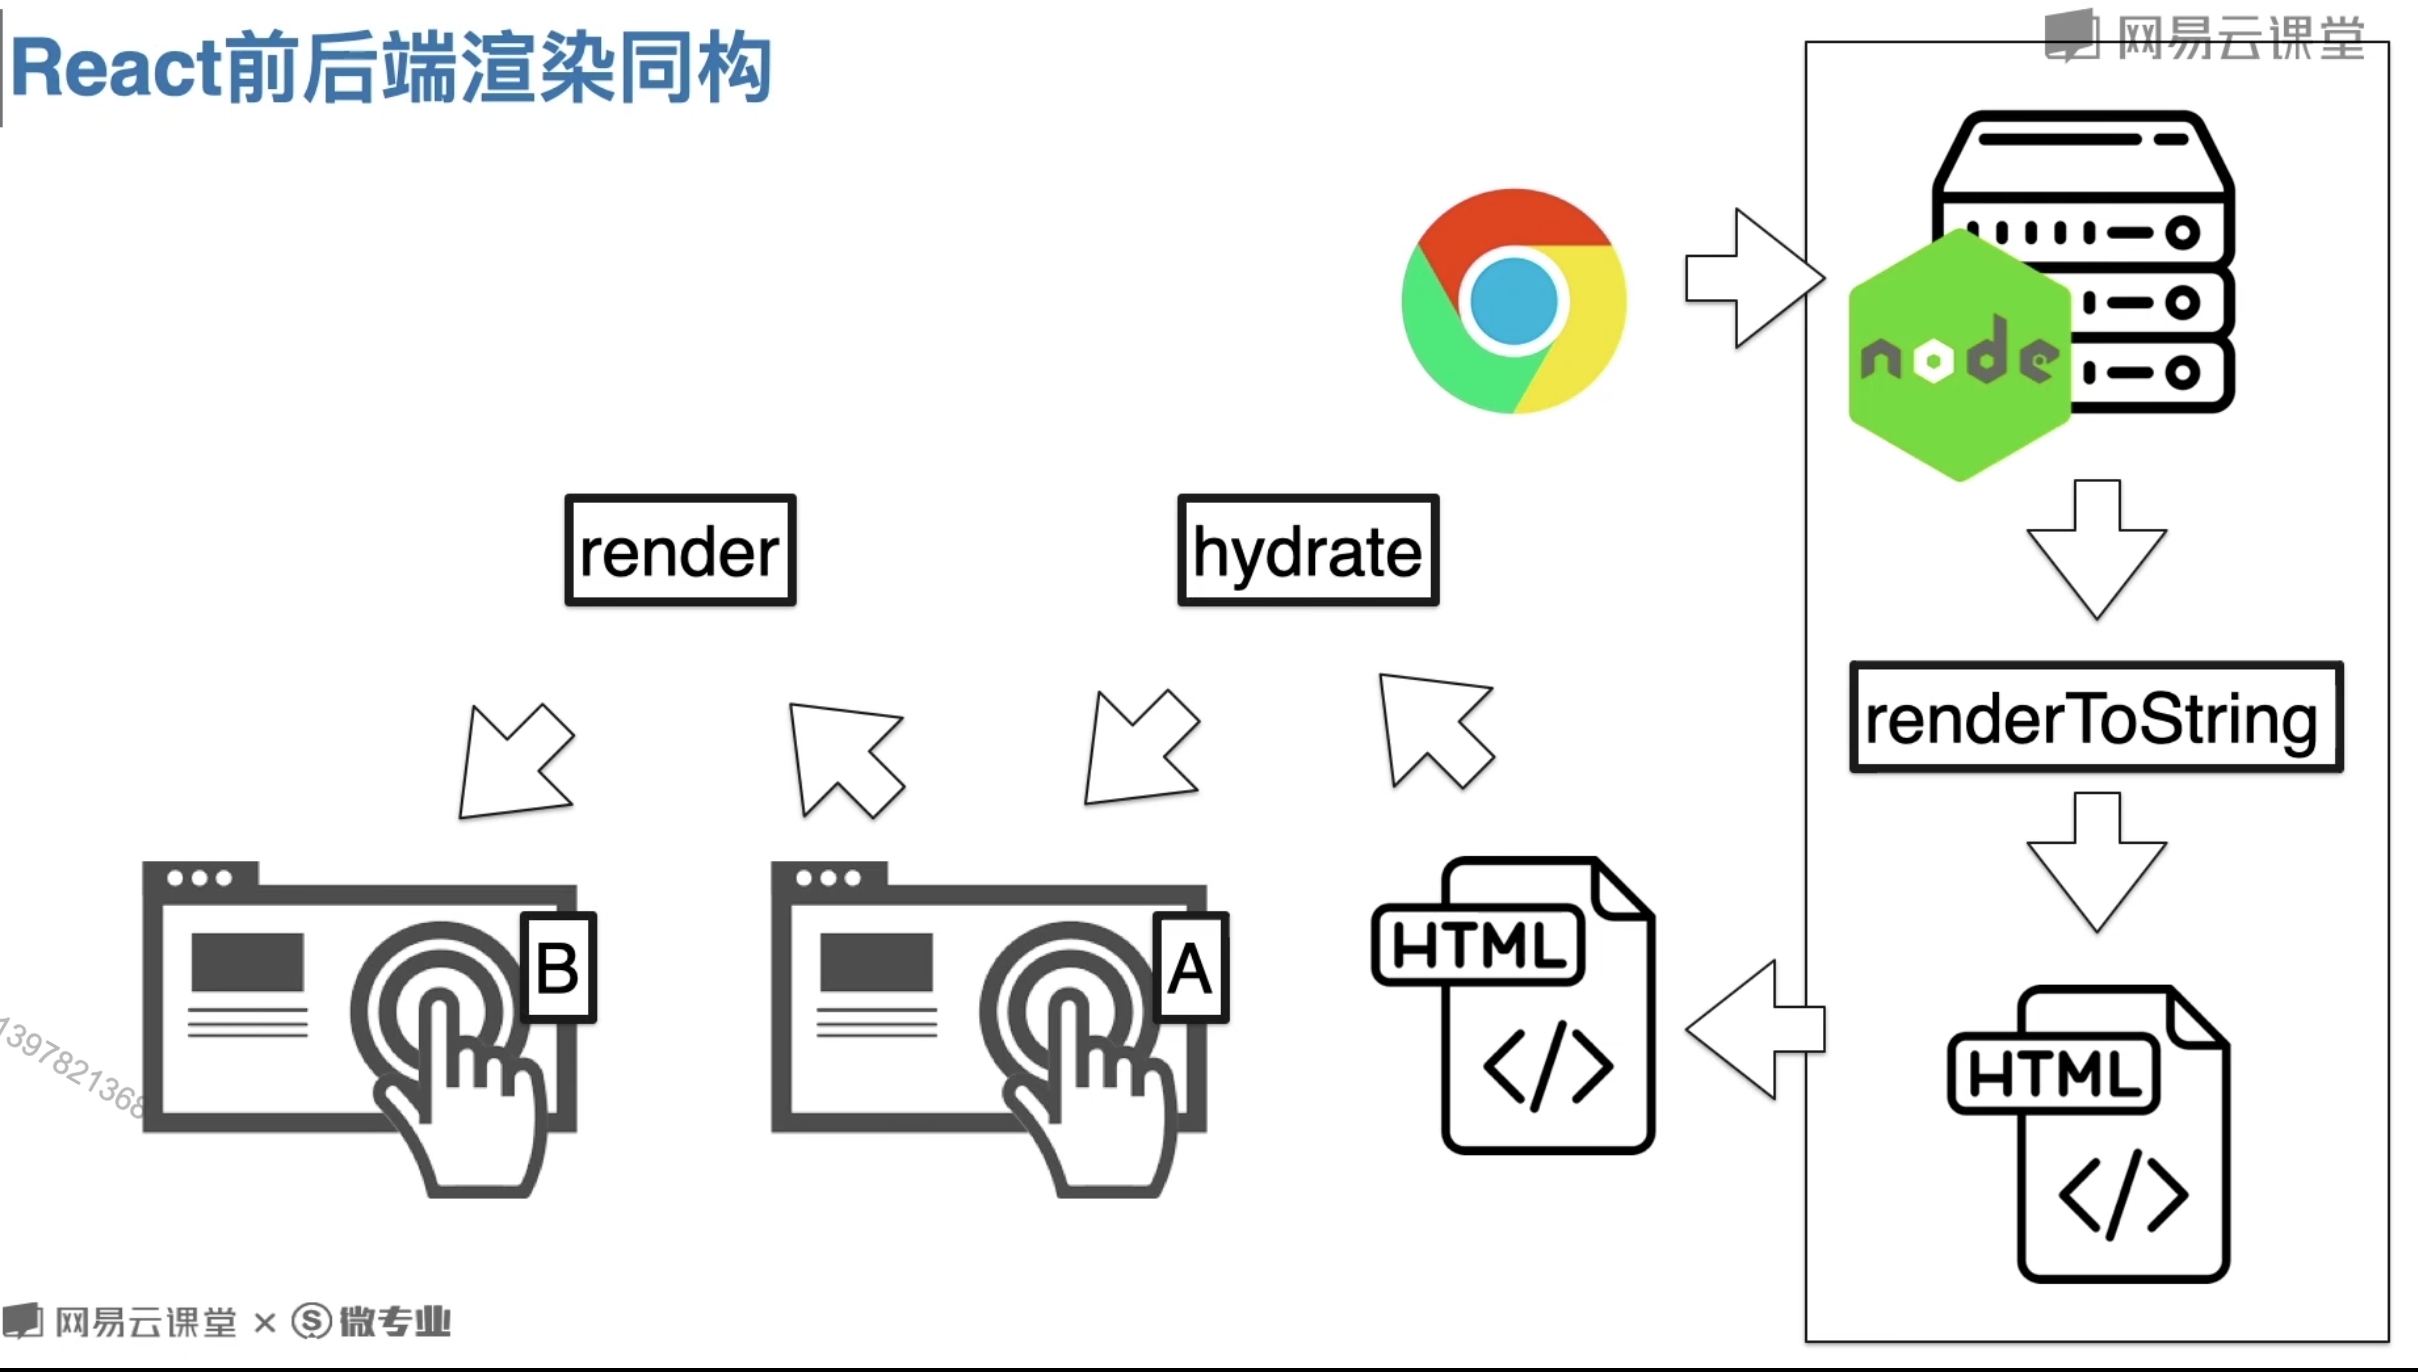 React前后端渲染同构
网易云课堂
node
render
hydrate
renderToString
B
A
HTML
</>
HTML
</>
1397821368
网易云课堂 × S 微专业